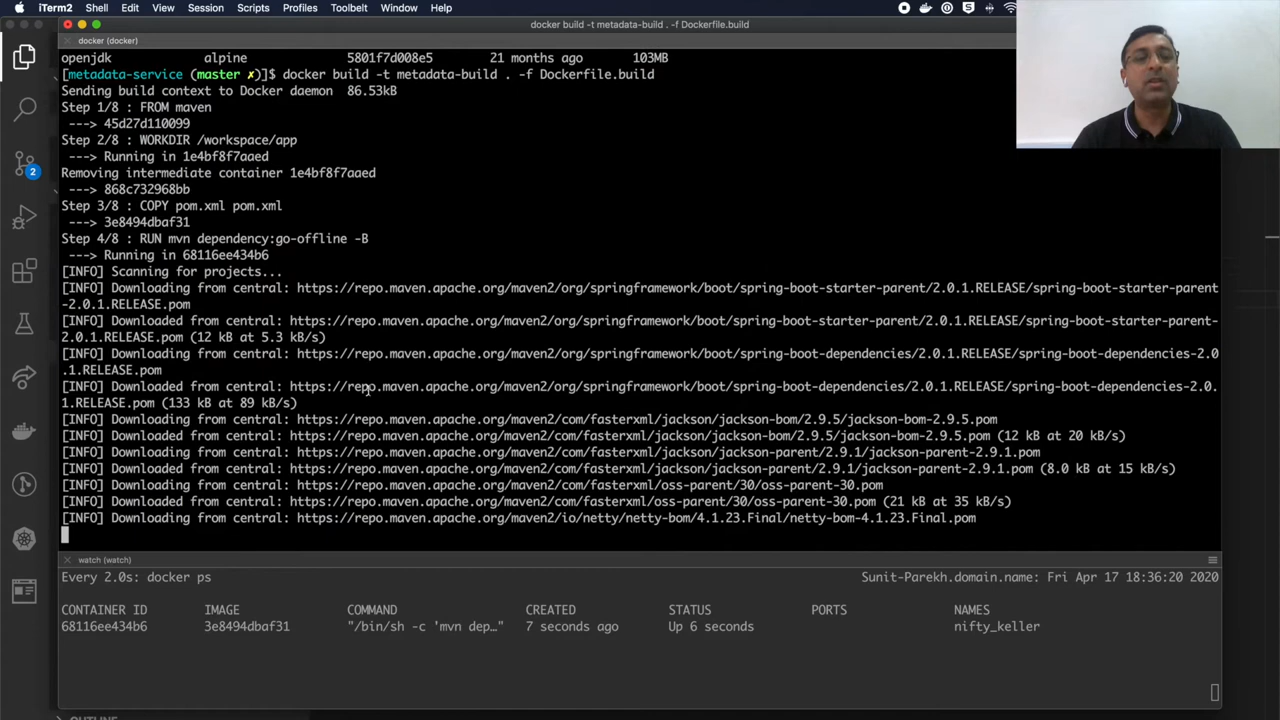 iTerm2 Shell Edit View Session Scripts Profiles Toolbelt Window Help
docker build -t metadata-build . -f Dockerfile.build
docker (docker)
openjdk alpine 5801f7d008e5 21 months ago 103MB
[metadata-service (master ✗)]$ docker build -t metadata-build . -f Dockerfile.build
Sending build context to Docker daemon 86.53kB
Step 1/8 : FROM maven
---> 45d27d110099
Step 2/8 : WORKDIR /workspace/app
---> Running in 1e4bf8f7aaed
Removing intermediate container 1e4bf8f7aaed
---> 868c732968bb
Step 3/8 : COPY pom.xml pom.xml
---> 3e8494dbaf31
Step 4/8 : RUN mvn dependency:go-offline -B
---> Running in 68116ee434b6
[INFO] Scanning for projects...
[INFO] Downloading from central: https://repo.maven.apache.org/maven2/org/springframework/boot/spring-boot-starter-parent/2.0.1.RELEASE/spring-boot-starter-parent
-2.0.1.RELEASE.pom
[INFO] Downloaded from central: https://repo.maven.apache.org/maven2/org/springframework/boot/spring-boot-starter-parent/2.0.1.RELEASE/spring-boot-starter-parent-
2.0.1.RELEASE.pom (12 kB at 5.3 kB/s)
[INFO] Downloading from central: https://repo.maven.apache.org/maven2/org/springframework/boot/spring-boot-dependencies/2.0.1.RELEASE/spring-boot-dependencies-2.0
.1.RELEASE.pom
[INFO] Downloaded from central: https://repo.maven.apache.org/maven2/org/springframework/boot/spring-boot-dependencies/2.0.1.RELEASE/spring-boot-dependencies-2.0.
1.RELEASE.pom (133 kB at 89 kB/s)
[INFO] Downloading from central: https://repo.maven.apache.org/maven2/com/fasterxml/jackson/jackson-bom/2.9.5/jackson-bom-2.9.5.pom
[INFO] Downloaded from central: https://repo.maven.apache.org/maven2/com/fasterxml/jackson/jackson-bom/2.9.5/jackson-bom-2.9.5.pom (12 kB at 20 kB/s)
[INFO] Downloading from central: https://repo.maven.apache.org/maven2/com/fasterxml/jackson/jackson-parent/2.9.1/jackson-parent-2.9.1.pom
[INFO] Downloaded from central: https://repo.maven.apache.org/maven2/com/fasterxml/jackson/jackson-parent/2.9.1/jackson-parent-2.9.1.pom (8.0 kB at 15 kB/s)
[INFO] Downloading from central: https://repo.maven.apache.org/maven2/com/fasterxml/oss-parent/30/oss-parent-30.pom
[INFO] Downloaded from central: https://repo.maven.apache.org/maven2/com/fasterxml/oss-parent/30/oss-parent-30.pom (21 kB at 35 kB/s)
[INFO] Downloading from central: https://repo.maven.apache.org/maven2/io/netty/netty-bom/4.1.23.Final/netty-bom-4.1.23.Final.pom
2
watch (watch)
Every 2.0s: docker ps Sunit-Parekh.domain.name: Fri Apr 17 18:36:20 2020
CONTAINER ID IMAGE COMMAND CREATED STATUS PORTS NAMES
68116ee434b6 3e8494dbaf31 "/bin/sh -c 'mvn dep…" 7 seconds ago Up 6 seconds nifty_keller
OUTLINE